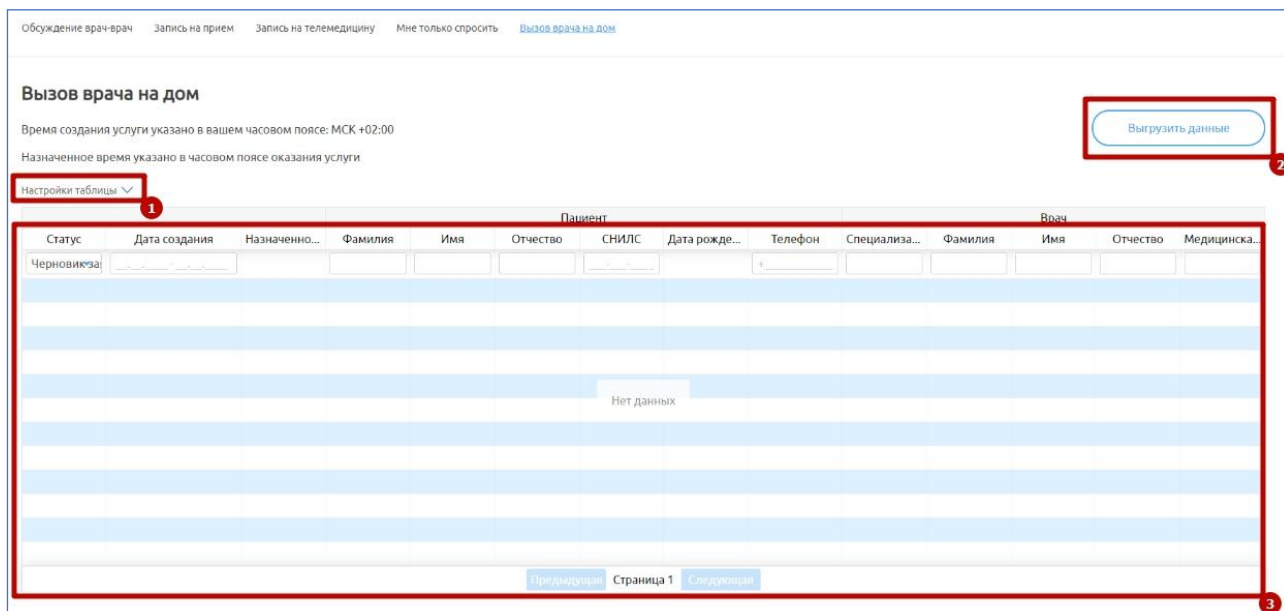 Обсуждение врач-врач Запись на прием Запись на телемедицину Мне только спросить Вызов врача на дом
Вызов врача на дом
Время создания услуги указано в вашем часовом поясе: МСК +02:00
Выгрузить данные
Назначенное время указано в часовом поясе оказания услуги
2
Настройки таблицы
1
Пациент Врач
Статус Дата создания Назначенно... Фамилия Имя Отчество СНИЛС Дата рожде... Телефон Специализа... Фамилия Имя Отчество Медицинска...
Черновик за
Нет данных
Предыдущая Страница 1 Следующая
3